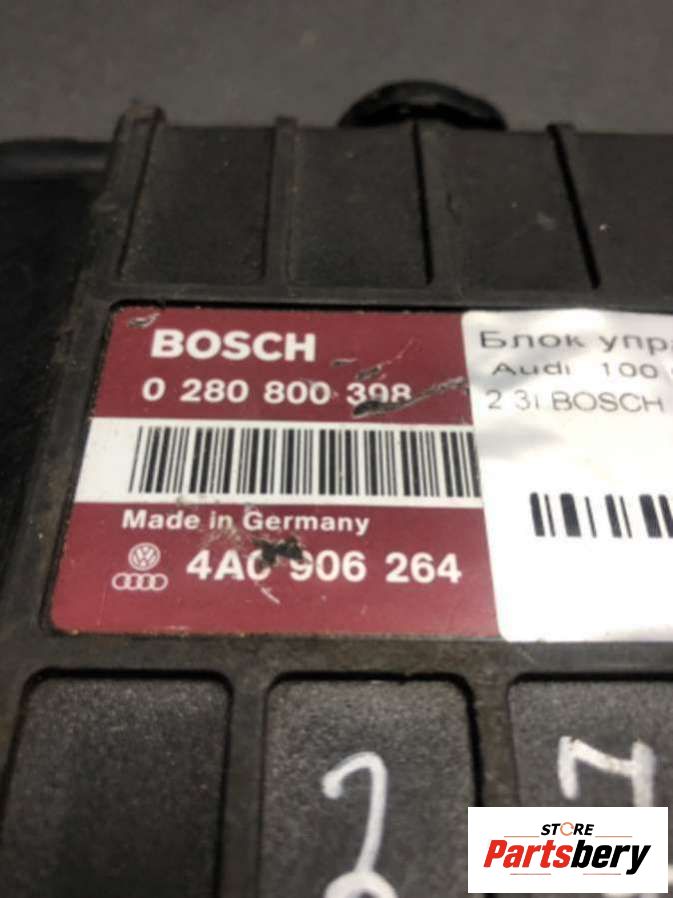 BOSCH
0 280 800 398
Made in Germany
4A0 906 264
Блок упра
Audi 100
2 3i BOSCH
2
STORE
Partsbery